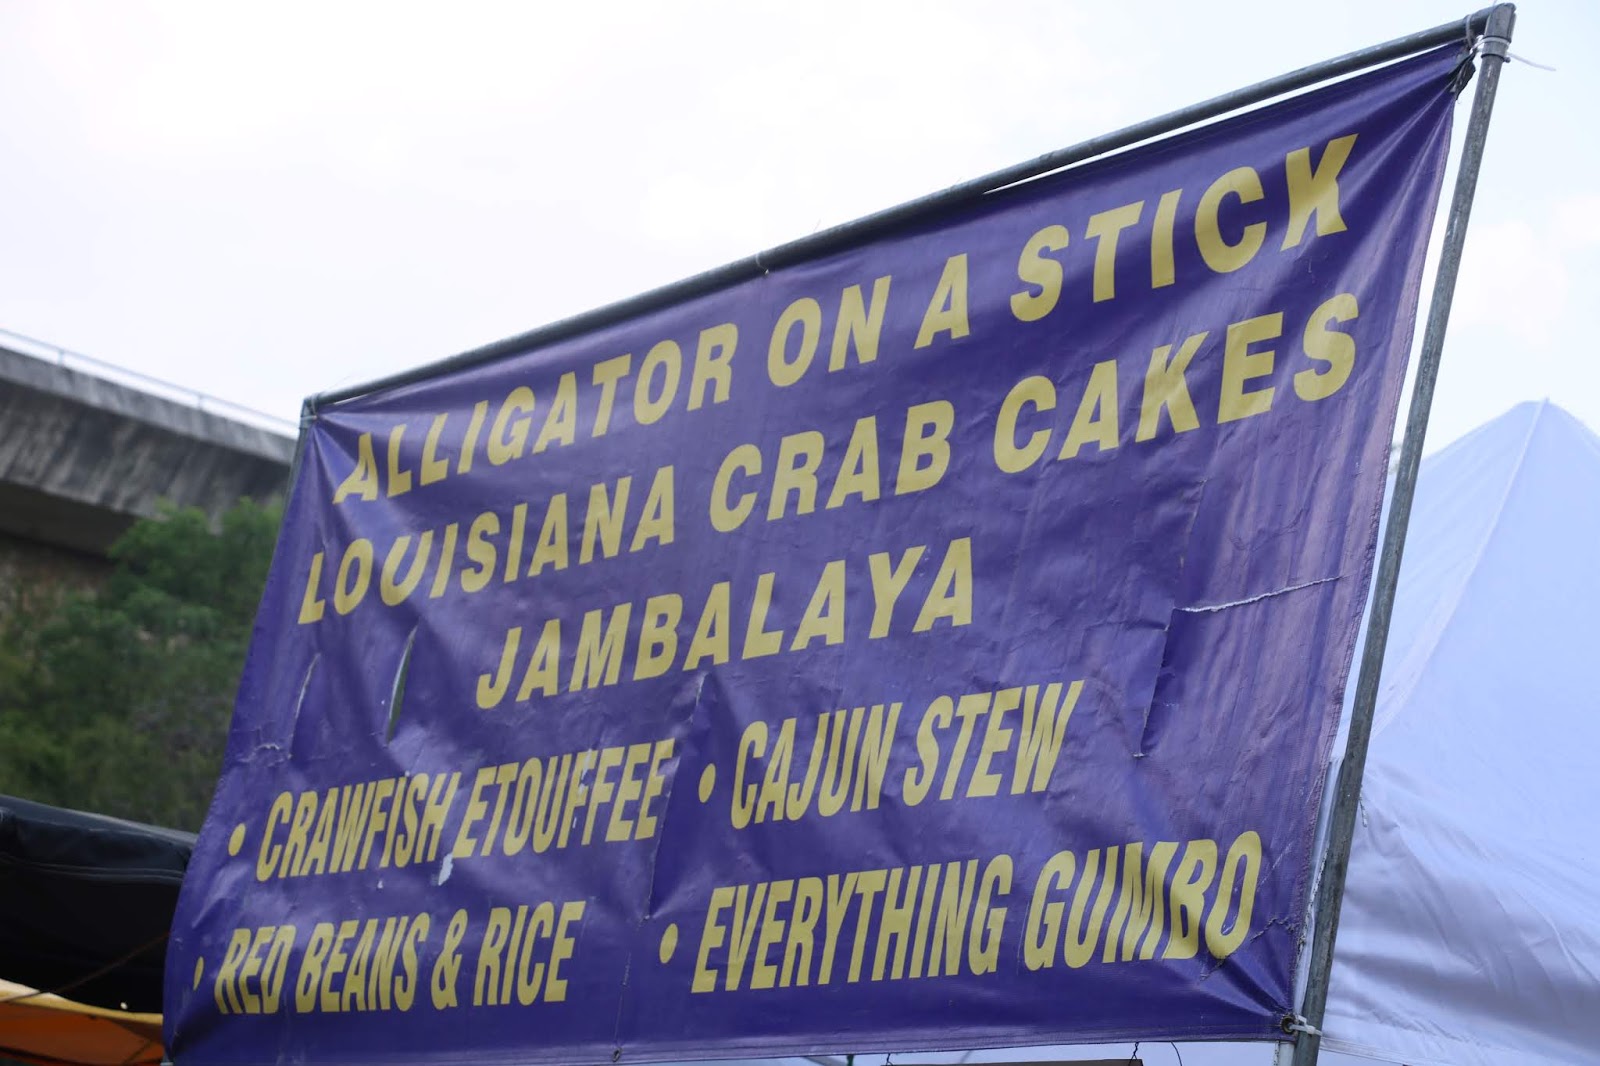 ALLIGATOR ON A STICK
LOUISIANA CRAB CAKES
JAMBALAYA
• CRAWFISH ETOUFFEE • CAJUN STEW
• RED BEANS & RICE • EVERYTHING GUMBO